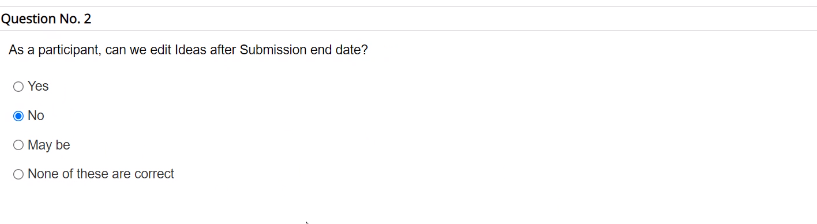 Question No. 2
As a participant, can we edit Ideas after Submission end date?
Yes
No
May be
None of these are correct